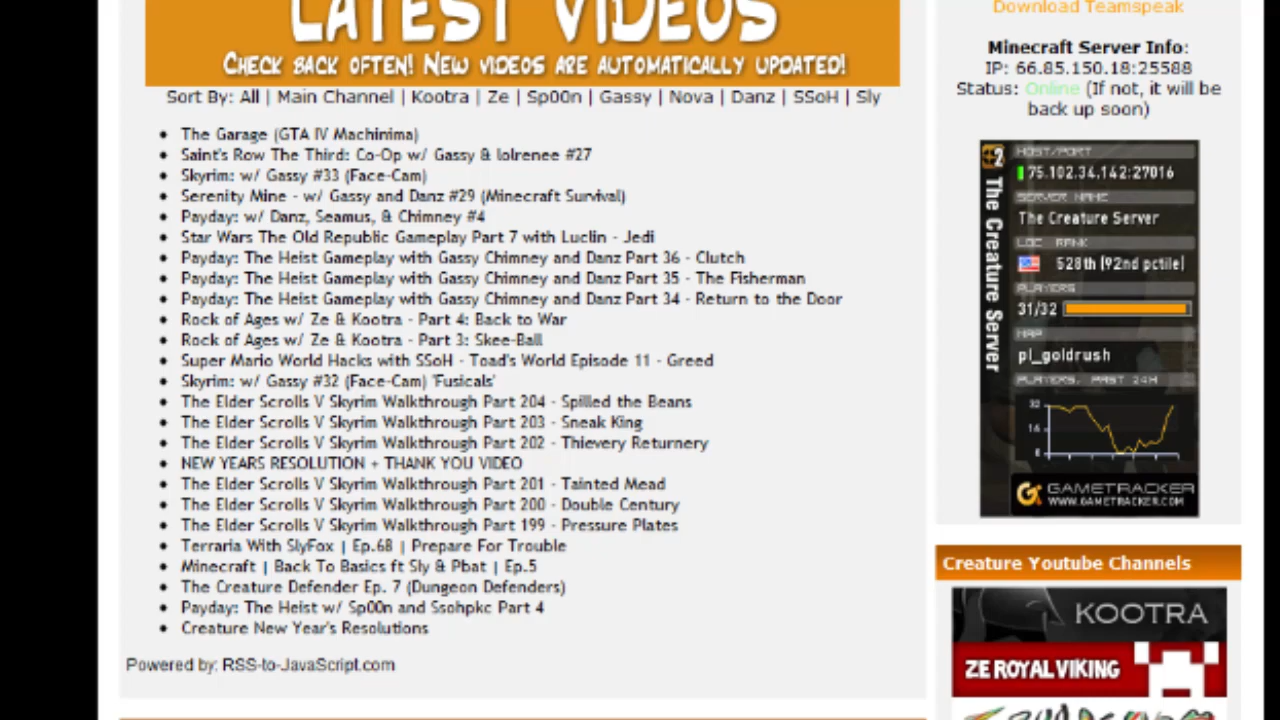 LATEST VIDEOS
CHECK BACK OFTEN! NEW VIDEOS ARE AUTOMATICALLY UPDATED!
Sort By: All | Main Channel | Kootra | Ze | Sp00n | Gassy | Nova | Danz | SSoH | Sly
The Garage (GTA IV Machinima)
Saint's Row The Third: Co-Op w/ Gassy & lolrenee #27
Skyrim: w/ Gassy #33 (Face-Cam)
Serenity Mine - w/ Gassy and Danz #29 (Minecraft Survival)
Payday: w/ Danz, Seamus, & Chimney #4
Star Wars The Old Republic Gameplay Part 7 with Luclin - Jedi
Payday: The Heist Gameplay with Gassy Chimney and Danz Part 36 - Clutch
Payday: The Heist Gameplay with Gassy Chimney and Danz Part 35 - The Fisherman
Payday: The Heist Gameplay with Gassy Chimney and Danz Part 34 - Return to the Door
Rock of Ages w/ Ze & Kootra - Part 4: Back to War
Rock of Ages w/ Ze & Kootra - Part 3: Skee-Ball
Super Mario World Hacks with SSoH - Toad's World Episode 11 - Greed
Skyrim: w/ Gassy #32 (Face-Cam) 'Fusicals'
The Elder Scrolls V Skyrim Walkthrough Part 204 - Spilled the Beans
The Elder Scrolls V Skyrim Walkthrough Part 203 - Sneak King
The Elder Scrolls V Skyrim Walkthrough Part 202 - Thievery Returnery
NEW YEARS RESOLUTION + THANK YOU VIDEO
The Elder Scrolls V Skyrim Walkthrough Part 201 - Tainted Mead
The Elder Scrolls V Skyrim Walkthrough Part 200 - Double Century
The Elder Scrolls V Skyrim Walkthrough Part 199 - Pressure Plates
Terraria With SlyFox | Ep.68 | Prepare For Trouble
Minecraft | Back To Basics ft Sly & Pbat | Ep.5
The Creature Defender Ep. 7 (Dungeon Defenders)
Payday: The Heist w/ Sp00n and Ssohpkc Part 4
Creature New Year's Resolutions
Powered by: RSS-to-JavaScript.com
Download Teamspeak
Minecraft Server Info:
IP: 66.85.150.18:25588
Status: Online (If not, it will be
back up soon)
The Creature Server
HOST/PORT
75.102.34.142:27016
SERVER NAME
The Creature Server
LOC RANK
528th (92nd pctile)
PLAYERS
31/32
MAP
pl_goldrush
PLAYERS, PAST 24H
32
16
0
GAMETRACKER
WWW.GAMETRACKER.COM
Creature Youtube Channels
KOOTRA
ZE ROYAL VIKING